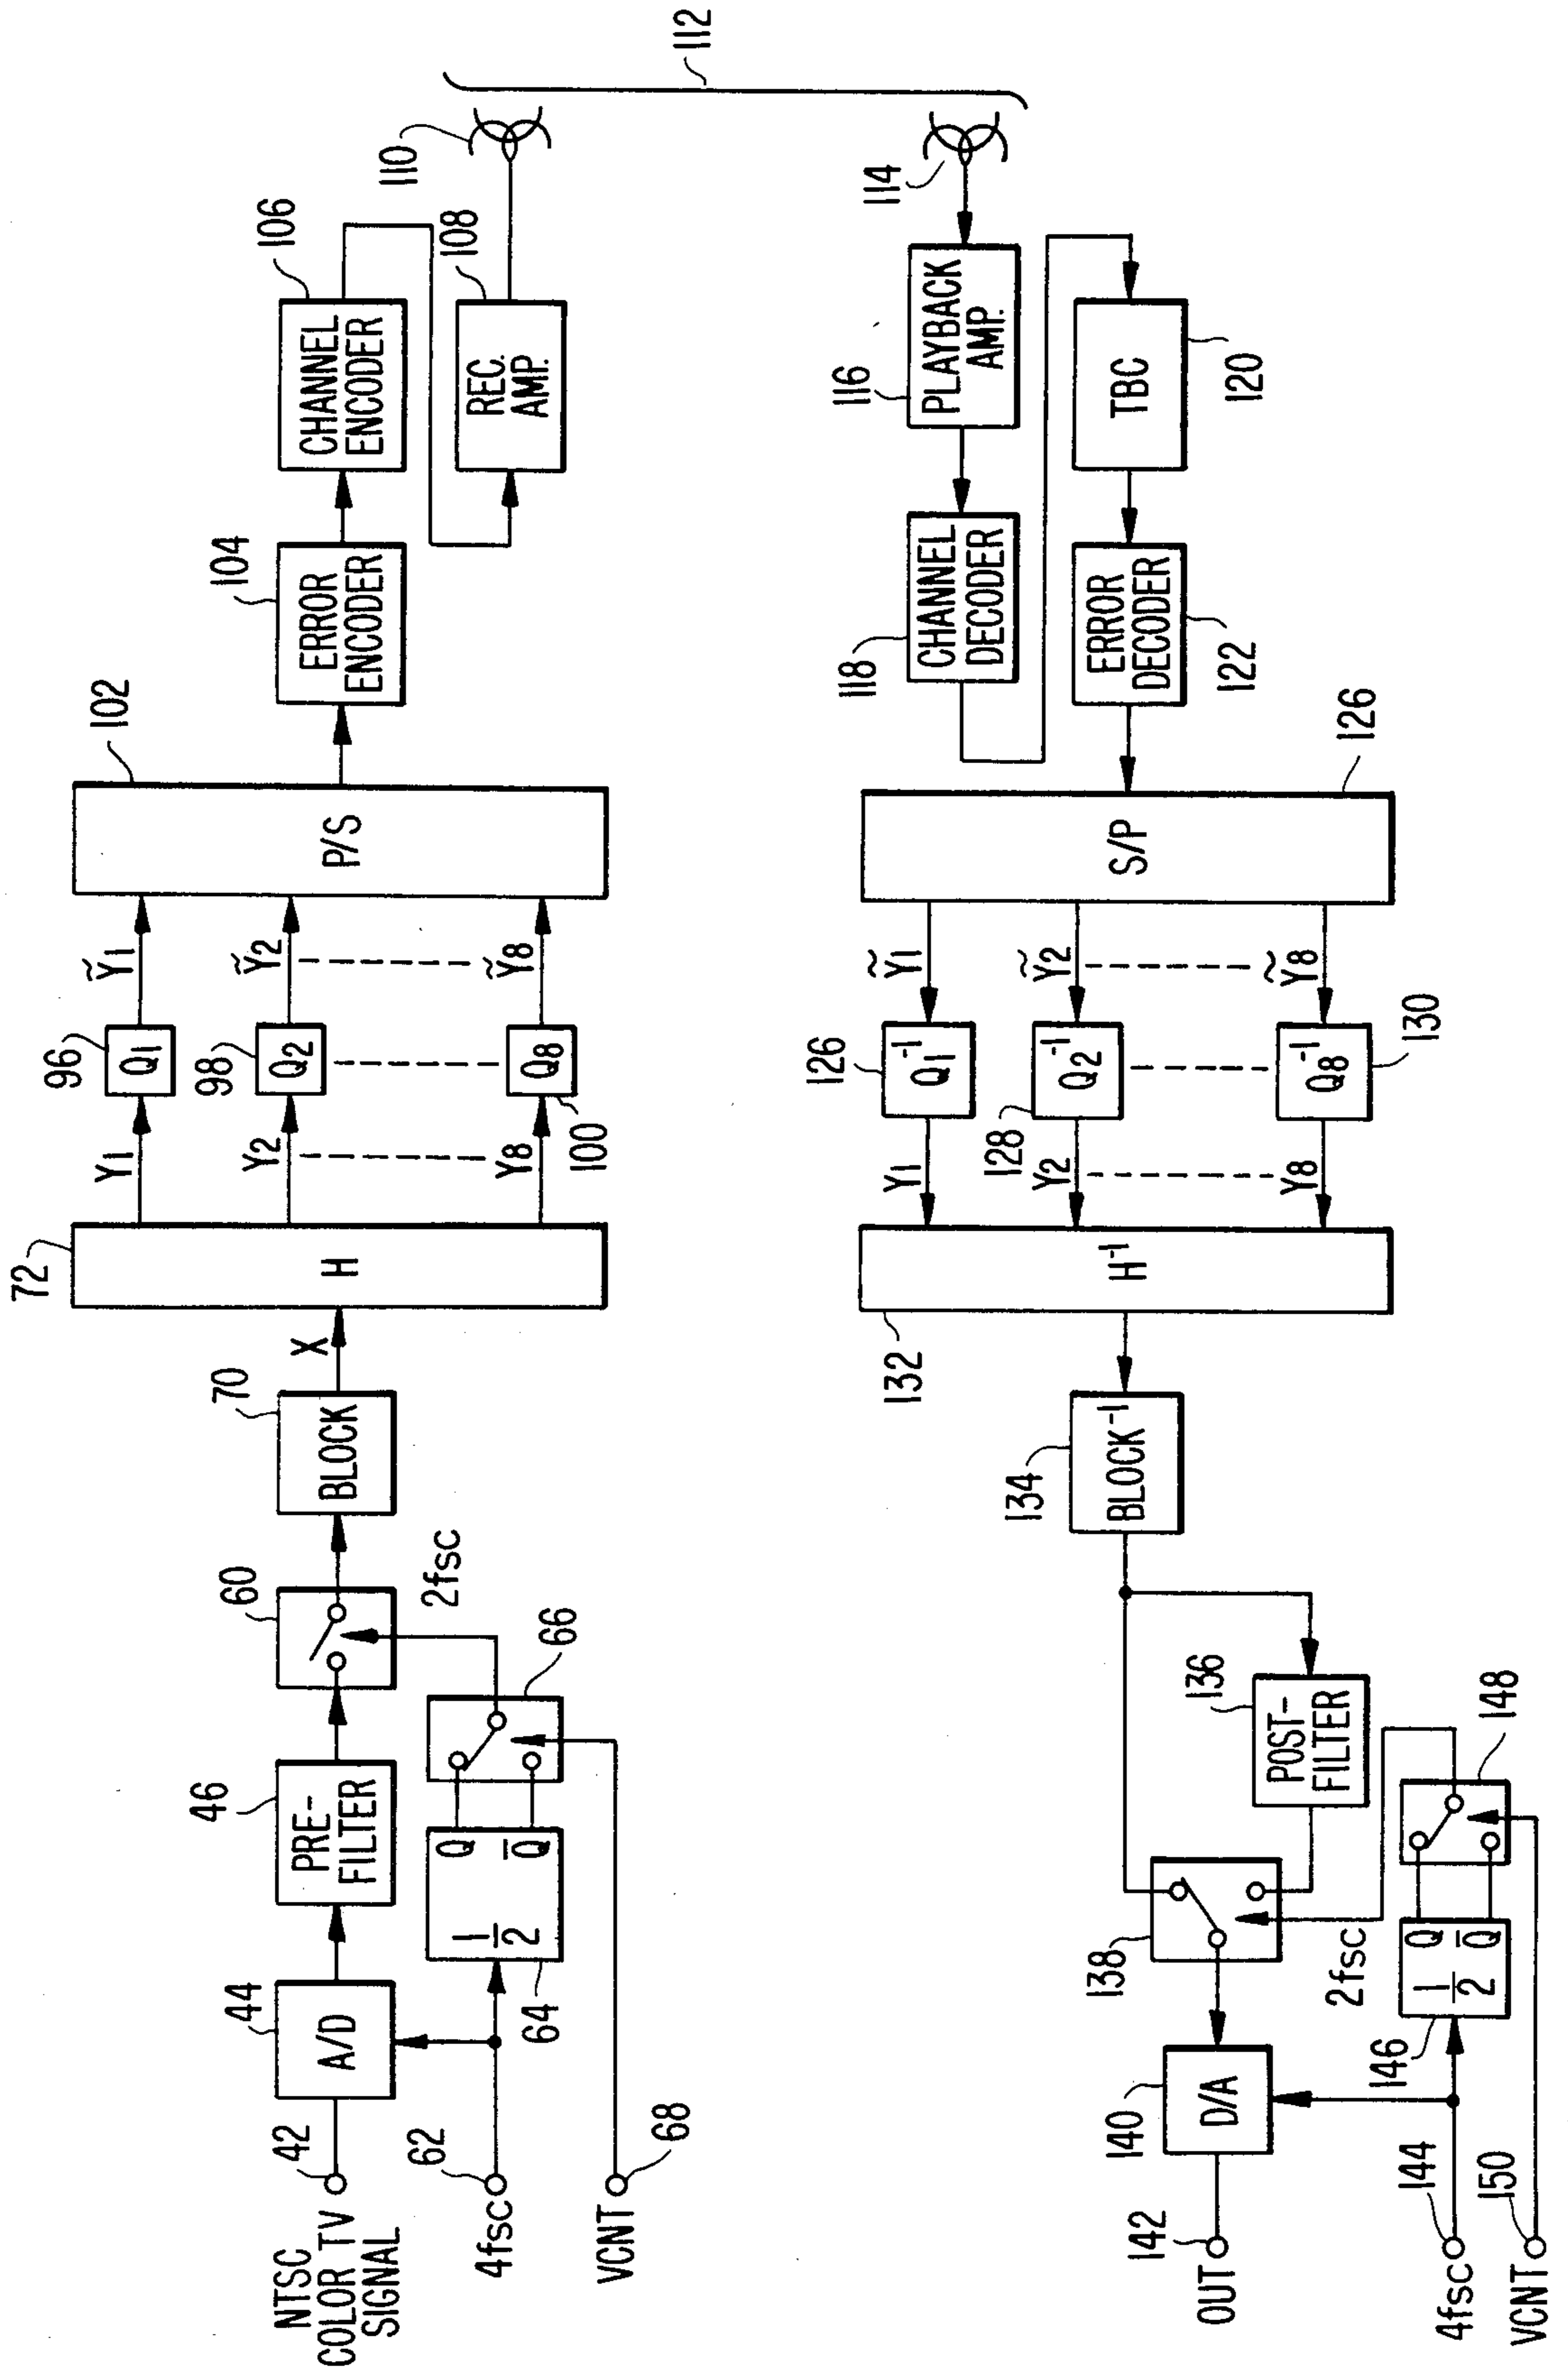 NTSC
COLOR TV
SIGNAL
42
44
A/D
46
PRE-
FILTER
60
70
BLOCK
X
72
H
Y1
Y2
Y8
96
Q1
98
Q2
Q8
100
Ỹ1
Ỹ2
Ỹ8
102
P/S
104
ERROR
ENCODER
106
CHANNEL
ENCODER
108
REC.
AMP.
110
112
4fsc
62
64
1/2
Q
Q̅
66
2fsc
VCNT
68
114
116
PLAYBACK
AMP.
118
CHANNEL
DECODER
120
TBC
122
ERROR
DECODER
126
S/P
Ỹ1
Ỹ2
Ỹ8
126
Q1⁻¹
128
Q2⁻¹
Q8⁻¹
130
Y1
Y2
Y8
132
H⁻¹
134
BLOCK⁻¹
136
POST-
FILTER
138
140
D/A
142
OUT
2fsc
4fsc
144
146
1/2
Q
Q̅
148
VCNT
150